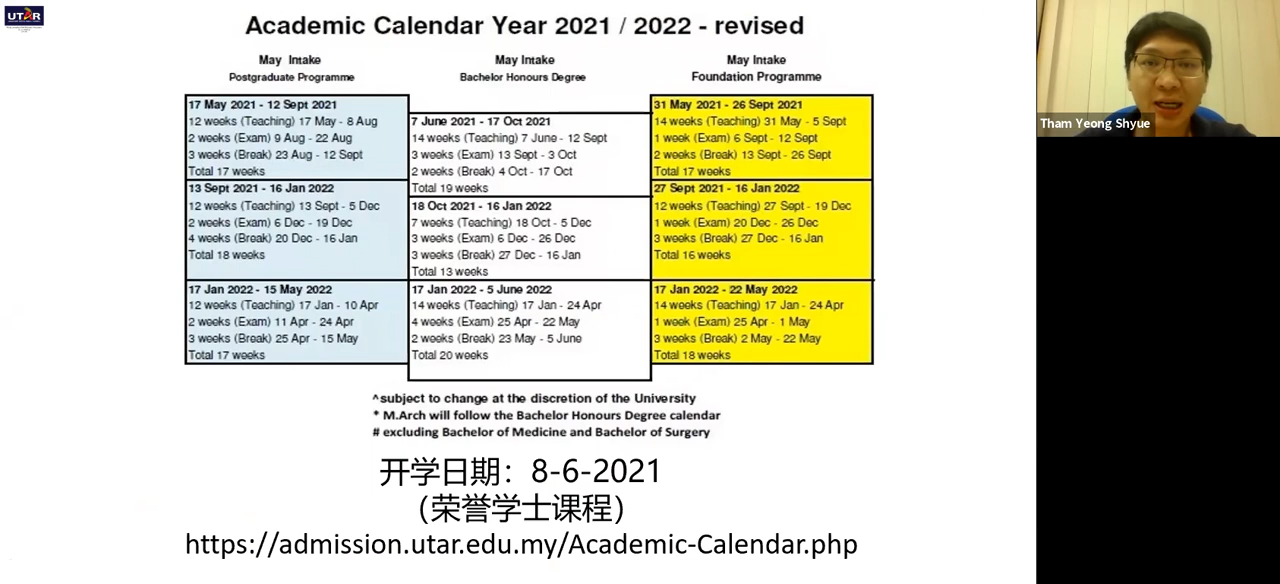 UTAR
Academic Calendar Year 2021 / 2022 - revised
May Intake
Postgraduate Programme
May Intake
Bachelor Honours Degree
May Intake
Foundation Programme
17 May 2021 - 12 Sept 2021
12 weeks (Teaching) 17 May - 8 Aug
2 weeks (Exam) 9 Aug - 22 Aug
3 weeks (Break) 23 Aug - 12 Sept
Total 17 weeks
13 Sept 2021 - 16 Jan 2022
12 weeks (Teaching) 13 Sept - 5 Dec
2 weeks (Exam) 6 Dec - 19 Dec
4 weeks (Break) 20 Dec - 16 Jan
Total 18 weeks
17 Jan 2022 - 15 May 2022
12 weeks (Teaching) 17 Jan - 10 Apr
2 weeks (Exam) 11 Apr - 24 Apr
3 weeks (Break) 25 Apr - 15 May
Total 17 weeks
7 June 2021 - 17 Oct 2021
14 weeks (Teaching) 7 June - 12 Sept
3 weeks (Exam) 13 Sept - 3 Oct
2 weeks (Break) 4 Oct - 17 Oct
Total 19 weeks
18 Oct 2021 - 16 Jan 2022
7 weeks (Teaching) 18 Oct - 5 Dec
3 weeks (Exam) 6 Dec - 26 Dec
3 weeks (Break) 27 Dec - 16 Jan
Total 13 weeks
17 Jan 2022 - 5 June 2022
14 weeks (Teaching) 17 Jan - 24 Apr
4 weeks (Exam) 25 Apr - 22 May
2 weeks (Break) 23 May - 5 June
Total 20 weeks
31 May 2021 - 26 Sept 2021
14 weeks (Teaching) 31 May - 5 Sept
1 week (Exam) 6 Sept - 12 Sept
2 weeks (Break) 13 Sept - 26 Sept
Total 17 weeks
27 Sept 2021 - 16 Jan 2022
12 weeks (Teaching) 27 Sept - 19 Dec
1 week (Exam) 20 Dec - 26 Dec
3 weeks (Break) 27 Dec - 16 Jan
Total 16 weeks
17 Jan 2022 - 22 May 2022
14 weeks (Teaching) 17 Jan - 24 Apr
1 week (Exam) 25 Apr - 1 May
3 weeks (Break) 2 May - 22 May
Total 18 weeks
^subject to change at the discretion of the University
* M.Arch will follow the Bachelor Honours Degree calendar
# excluding Bachelor of Medicine and Bachelor of Surgery
开学日期：8-6-2021
（荣誉学士课程）
https://admission.utar.edu.my/Academic-Calendar.php
Tham Yeong Shyue